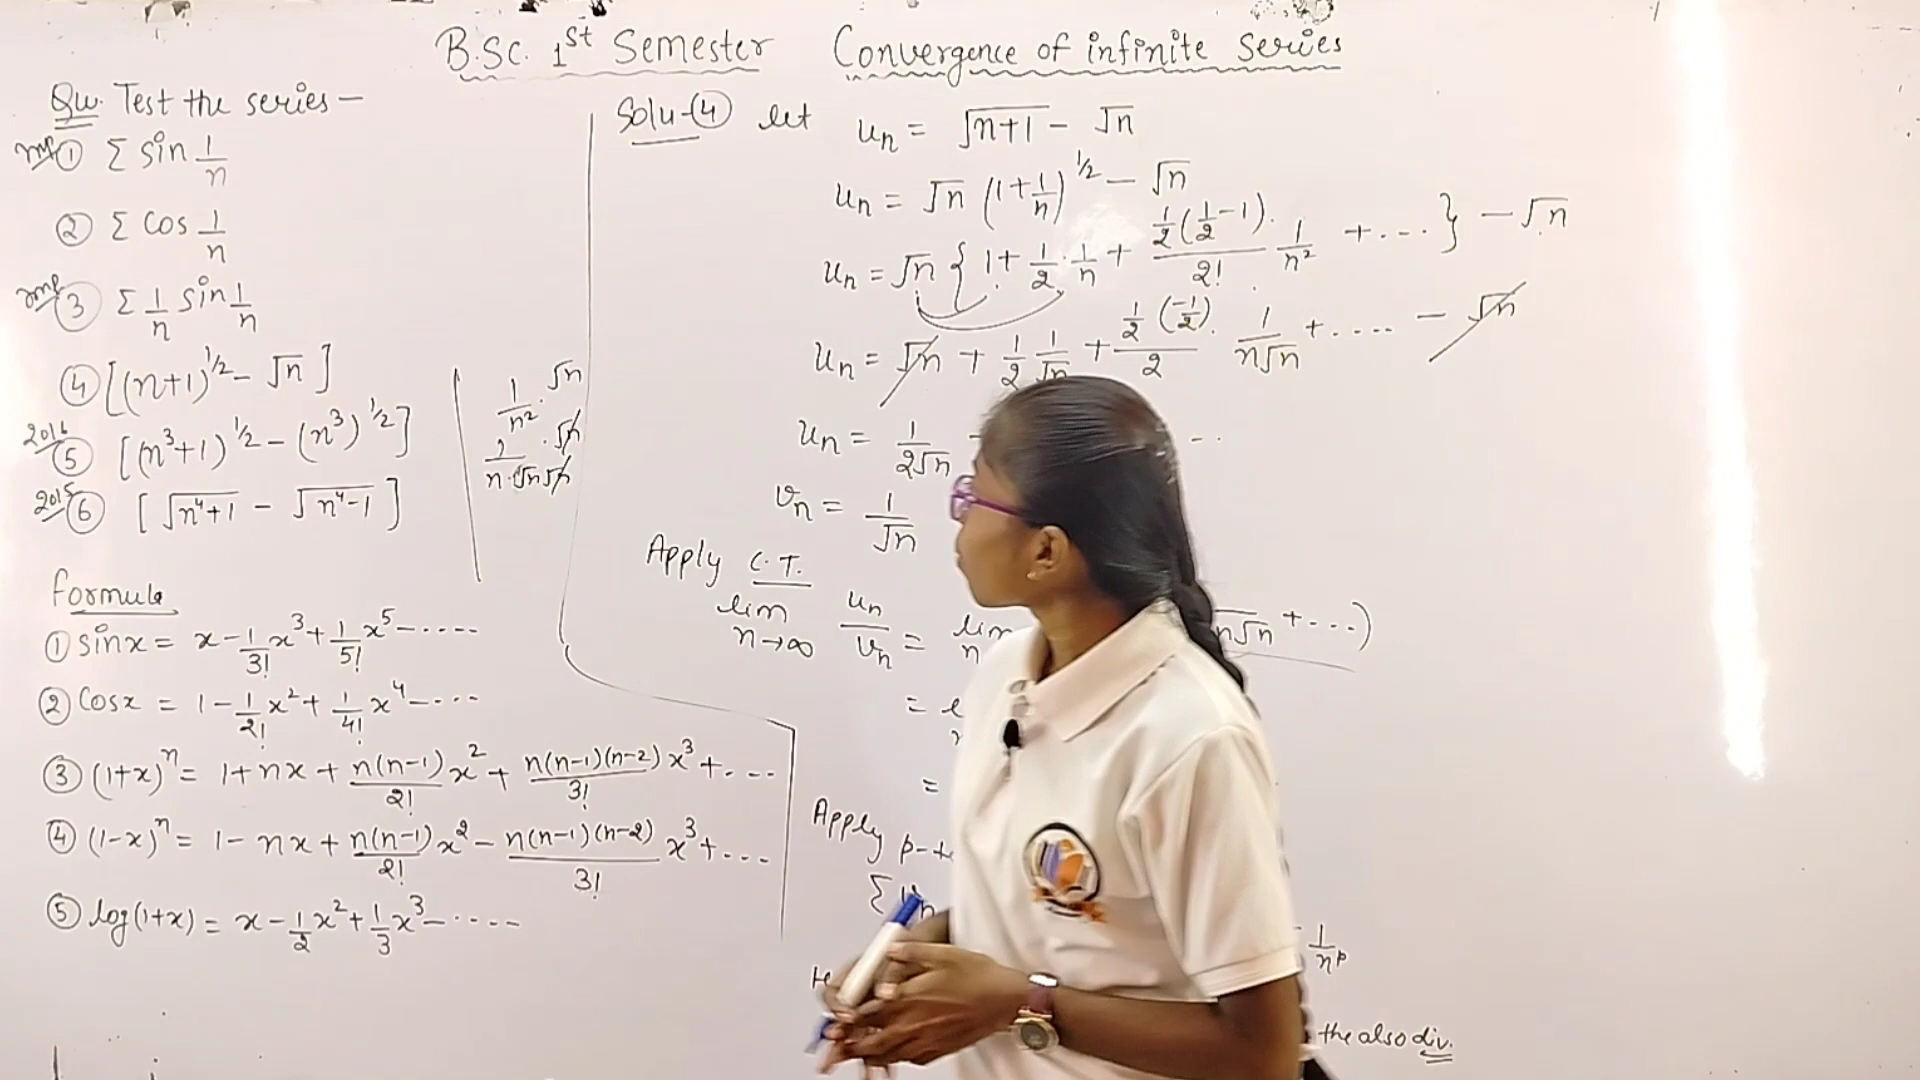 B.Sc. 1st Semester Convergence of infinite series
Qu. Test the series —
Imp ① Σ sin 1/n
② Σ cos 1/n
Imp ③ Σ 1/n sin 1/n
④ [(n+1)^1/2 - √n]
2016 ⑤ [(n³+1)^1/2 - (n³)^1/2]
2015 ⑥ [√n⁴+1 - √n⁴-1]
1/n² · √n
n·√n√n
Formula
① sinx = x - 1/3! x³ + 1/5! x⁵ - ·····
② Cosx = 1 - 1/2! x² + 1/4! x⁴ - ····
③ (1+x)^n = 1 + nx + n(n-1)/2! x² + n(n-1)(n-2)/3! x³ + ...
④ (1-x)^n = 1 - nx + n(n-1)/2! x² - n(n-1)(n-2)/3! x³ + ...
⑤ log(1+x) = x - 1/2 x² + 1/3 x³ - ·····
Solu-④ let un = √n+1 - √n
un = √n (1 + 1/n)^1/2 - √n
un = √n { 1 + 1/2 · 1/n + 1/2(1/2 - 1)·/2! 1/n² + .... } - √n
un = √n + 1/2 1/√n + 1/2(-1/2)·/2 1/n√n + ..... - √n
un = 1/2√n
vn = 1/√n
Apply C.T.
lim n→∞ un/vn = lim n√n + ...)
=
=
Apply p-
Σ
1/n^p
the also div.